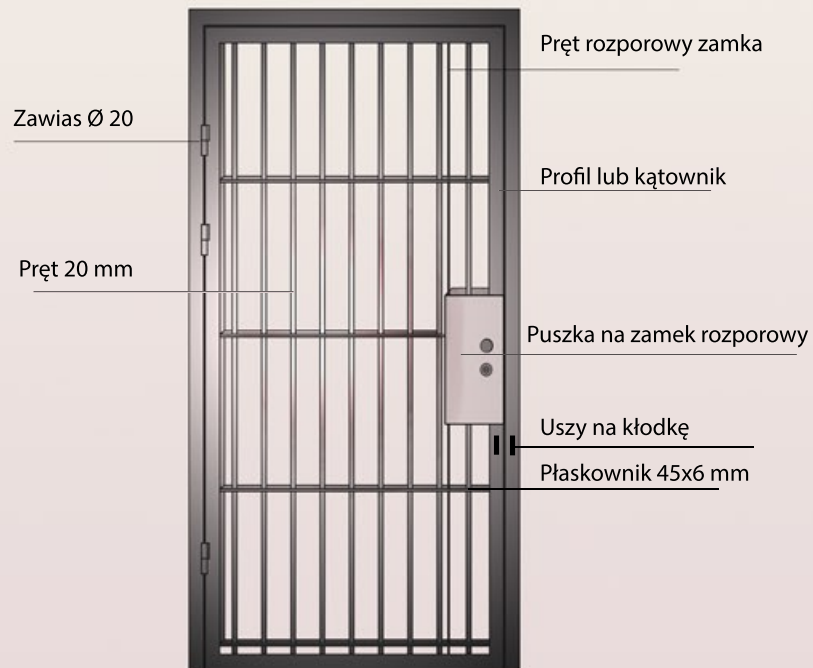 Pręt rozporowy zamka
Zawias Ø 20
Profil lub kątownik
Pręt 20 mm
Puszka na zamek rozporowy
Uszy na kłodkę
Płaskownik 45x6 mm